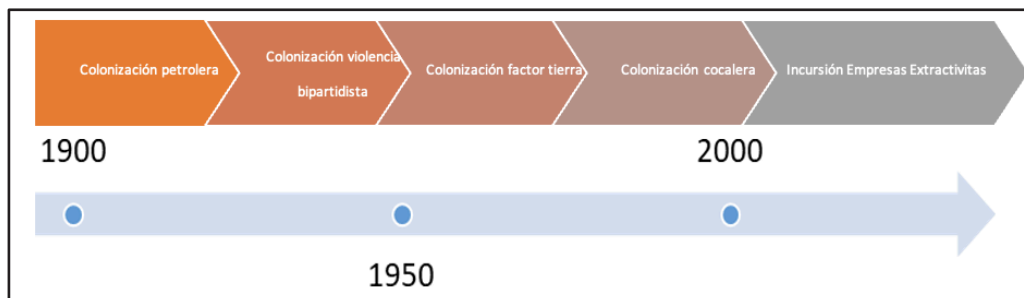 Colonización petrolera
Colonización violencia
bipartidista
Colonización factor tierra
Colonización cocalera
Incursión Empresas Extractivitas
1900
2000
1950